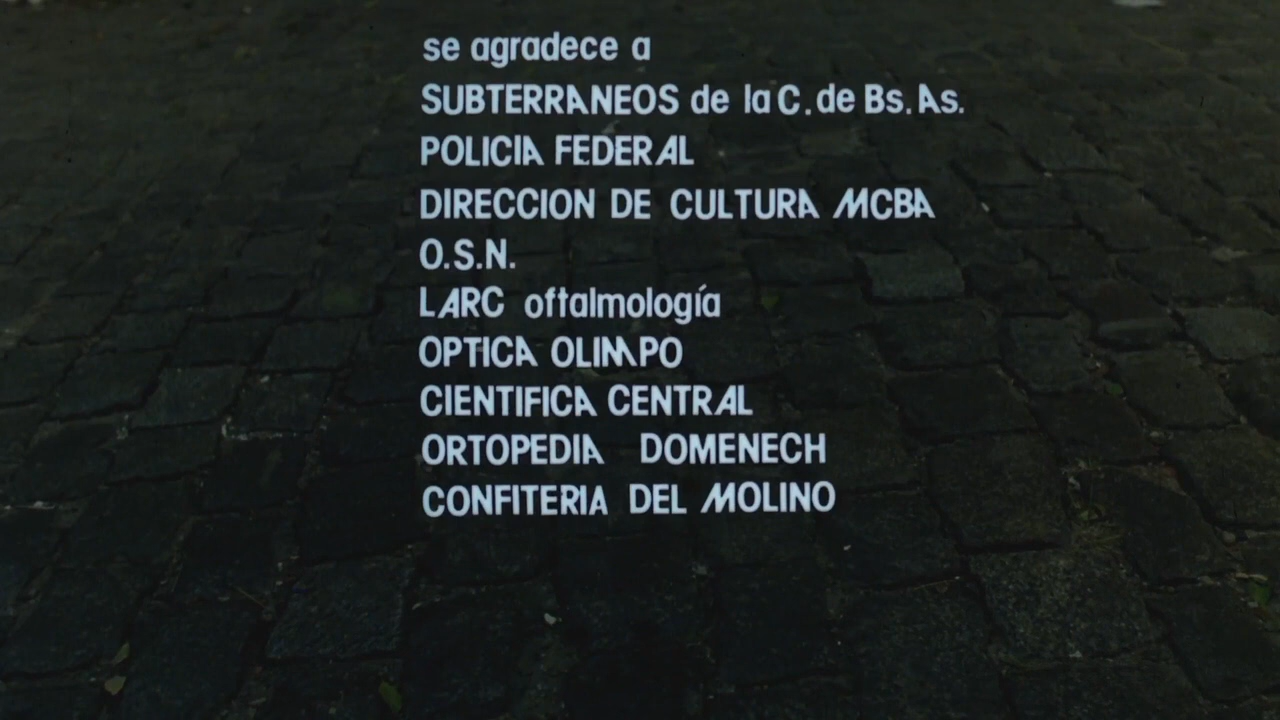 se agradece a
SUBTERRANEOS de la C. de Bs. As.
POLICIA FEDERAL
DIRECCION DE CULTURA MCBA
O.S.N.
LARC oftalmología
OPTICA OLIMPO
CIENTIFICA CENTRAL
ORTOPEDIA DOMENECH
CONFITERIA DEL MOLINO